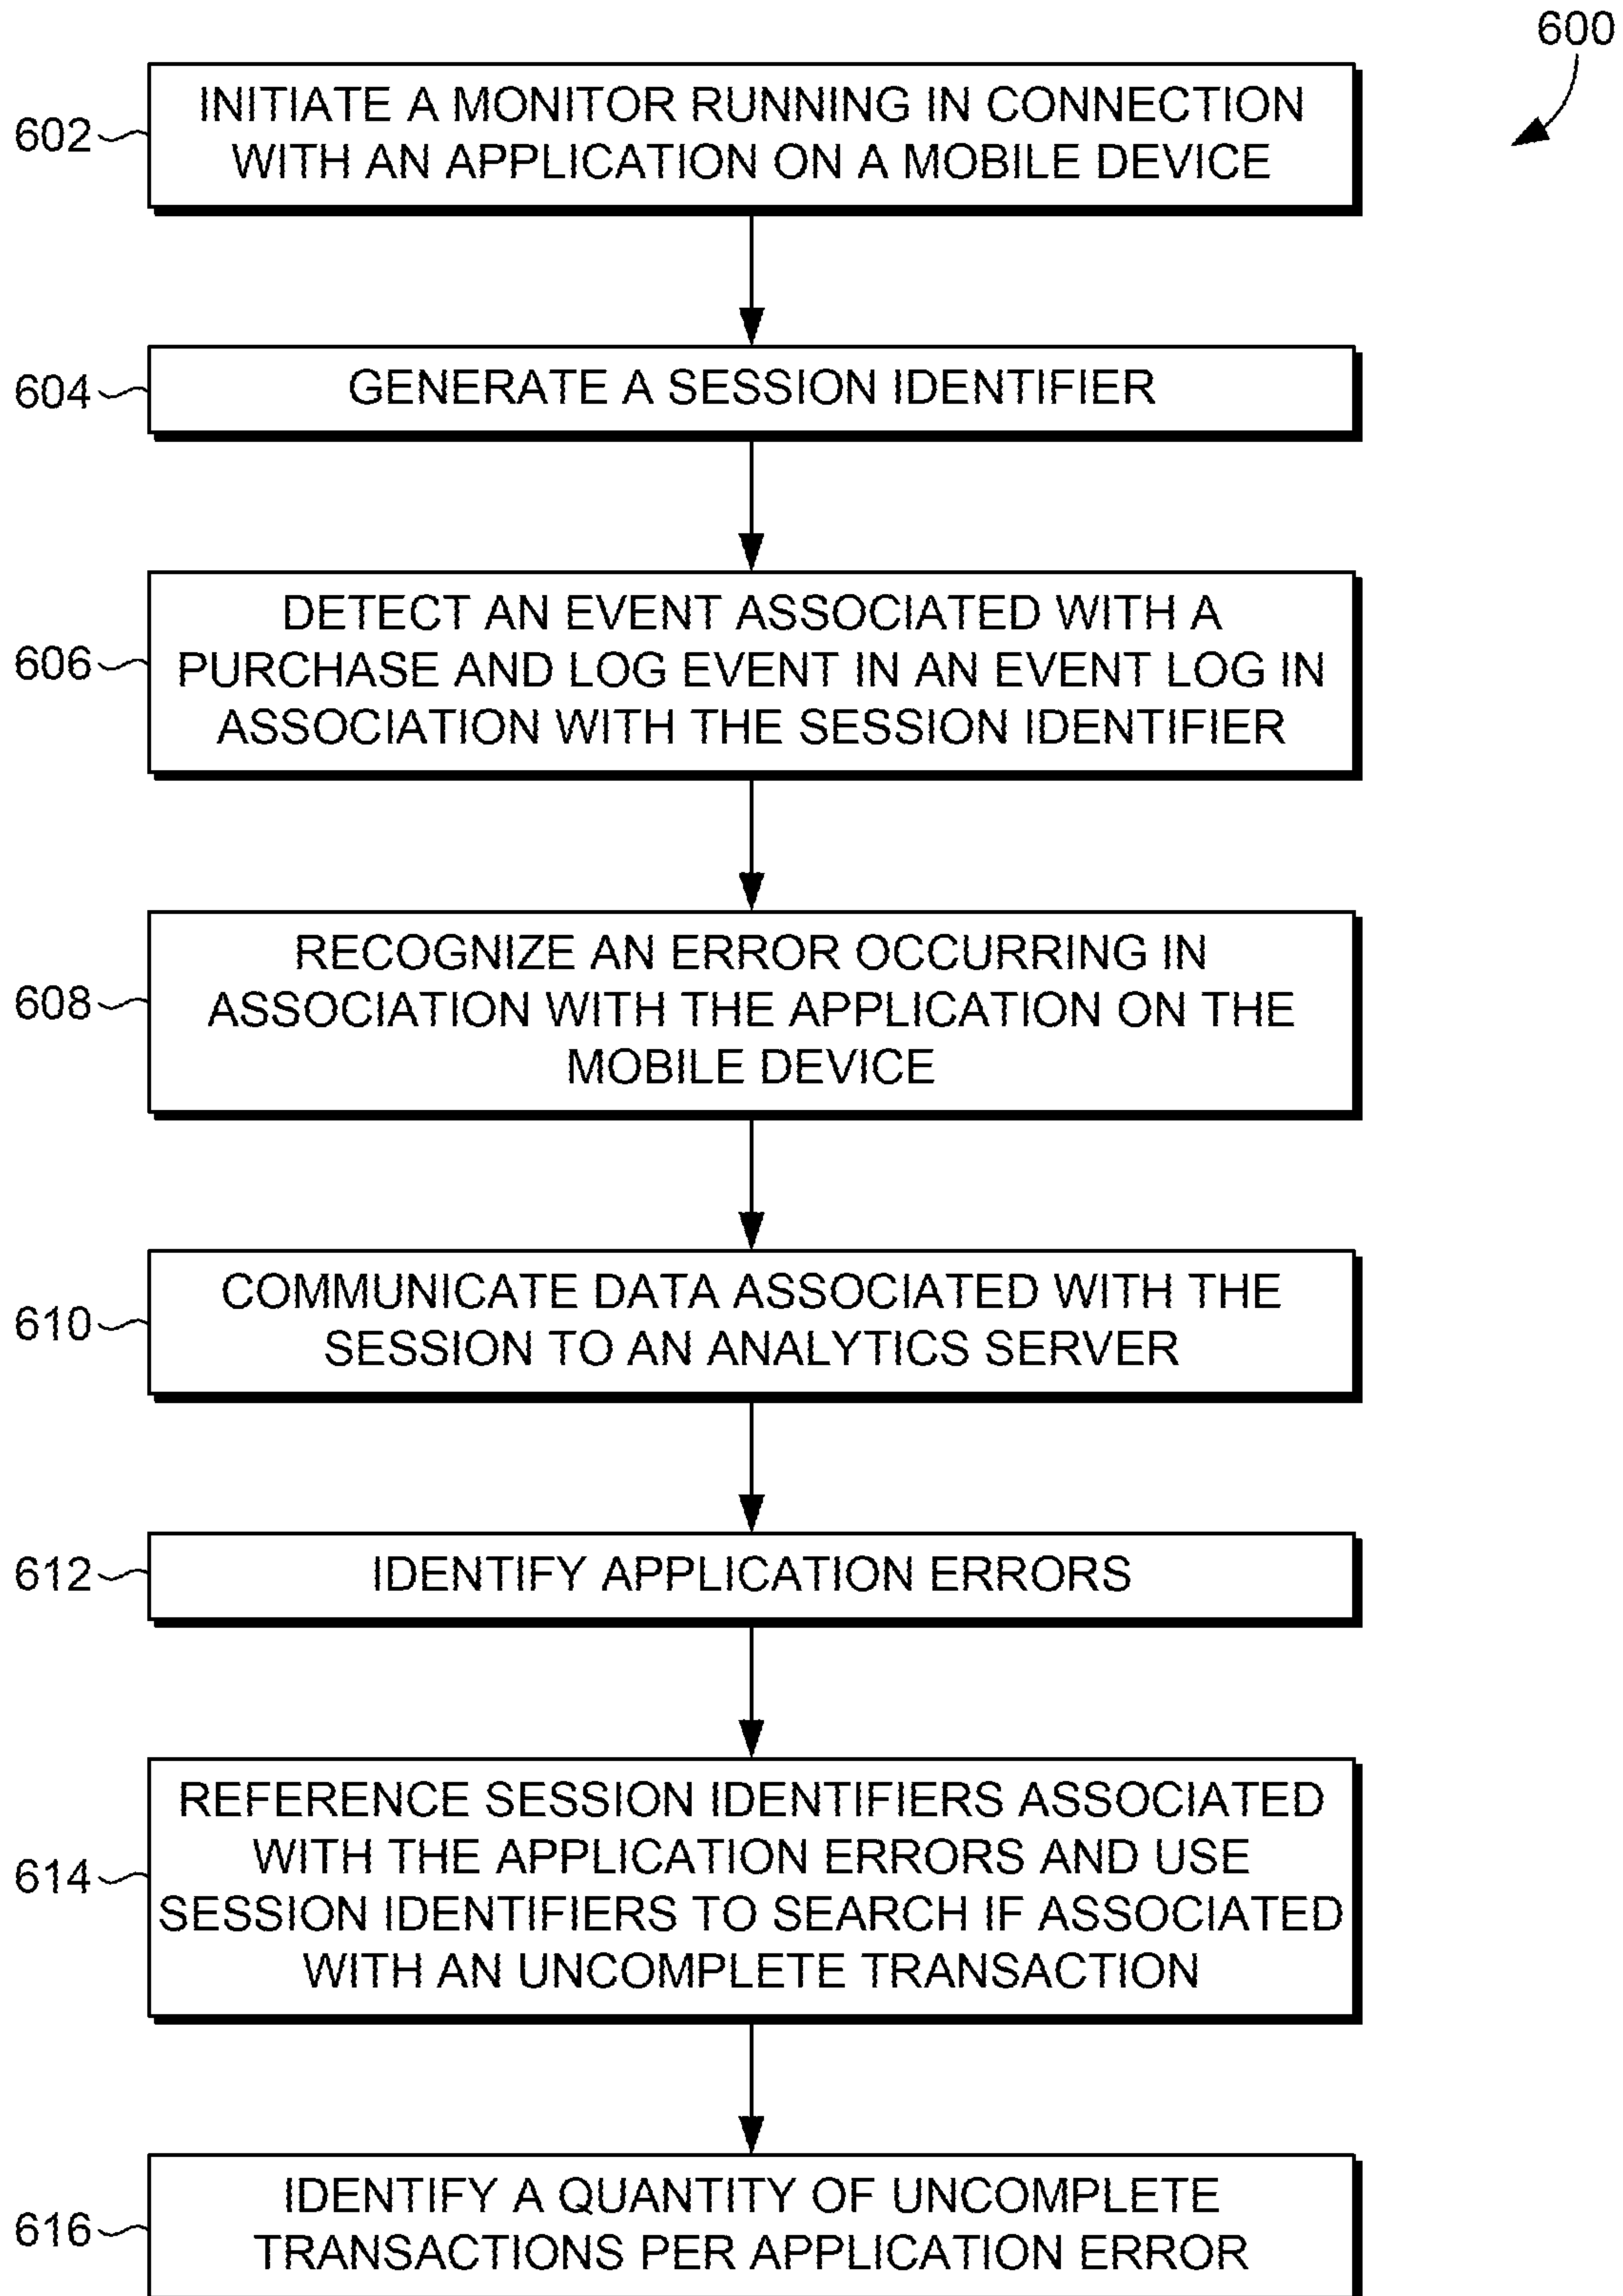 600
602
INITIATE A MONITOR RUNNING IN CONNECTION
WITH AN APPLICATION ON A MOBILE DEVICE
604
GENERATE A SESSION IDENTIFIER
606
DETECT AN EVENT ASSOCIATED WITH A
PURCHASE AND LOG EVENT IN AN EVENT LOG IN
ASSOCIATION WITH THE SESSION IDENTIFIER
608
RECOGNIZE AN ERROR OCCURRING IN
ASSOCIATION WITH THE APPLICATION ON THE
MOBILE DEVICE
610
COMMUNICATE DATA ASSOCIATED WITH THE
SESSION TO AN ANALYTICS SERVER
612
IDENTIFY APPLICATION ERRORS
614
REFERENCE SESSION IDENTIFIERS ASSOCIATED
WITH THE APPLICATION ERRORS AND USE
SESSION IDENTIFIERS TO SEARCH IF ASSOCIATED
WITH AN UNCOMPLETE TRANSACTION
616
IDENTIFY A QUANTITY OF UNCOMPLETE
TRANSACTIONS PER APPLICATION ERROR